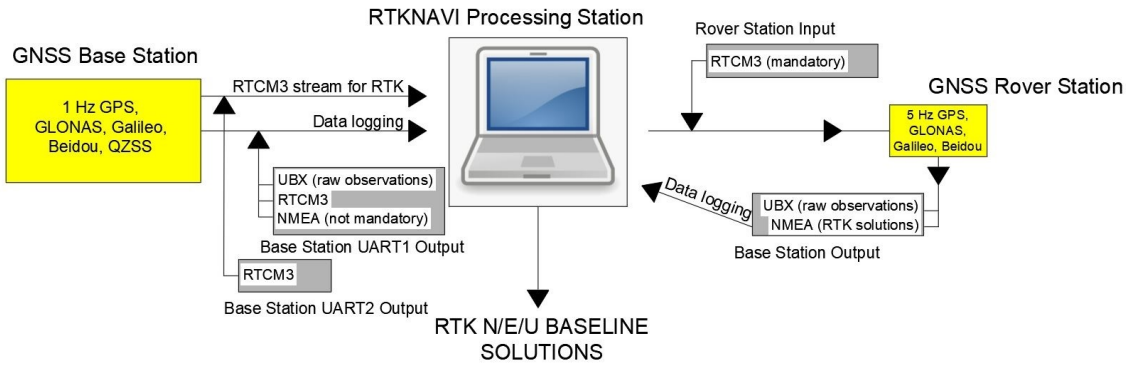 RTKNAVI Processing Station
GNSS Base Station
1 Hz GPS,
GLONAS, Galileo,
Beidou, QZSS
RTCM3 stream for RTK
Data logging
UBX (raw observations)
RTCM3
NMEA (not mandatory)
Base Station UART1 Output
RTCM3
Base Station UART2 Output
RTK N/E/U BASELINE
SOLUTIONS
Rover Station Input
RTCM3 (mandatory)
GNSS Rover Station
5 Hz GPS,
GLONAS,
Galileo, Beidou
Data logging
UBX (raw observations)
NMEA (RTK solutions)
Base Station Output